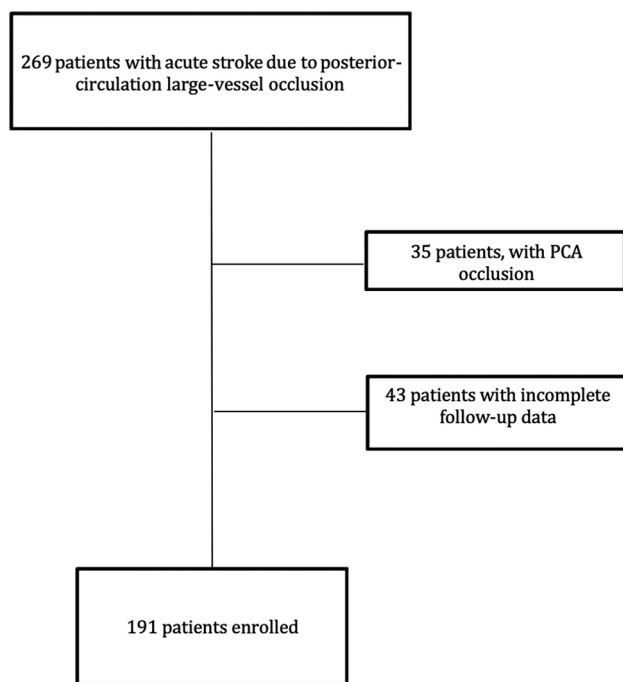 269 patients with acute stroke due to posterior-
circulation large-vessel occlusion
35 patients, with PCA
occlusion
43 patients with incomplete
follow-up data
191 patients enrolled